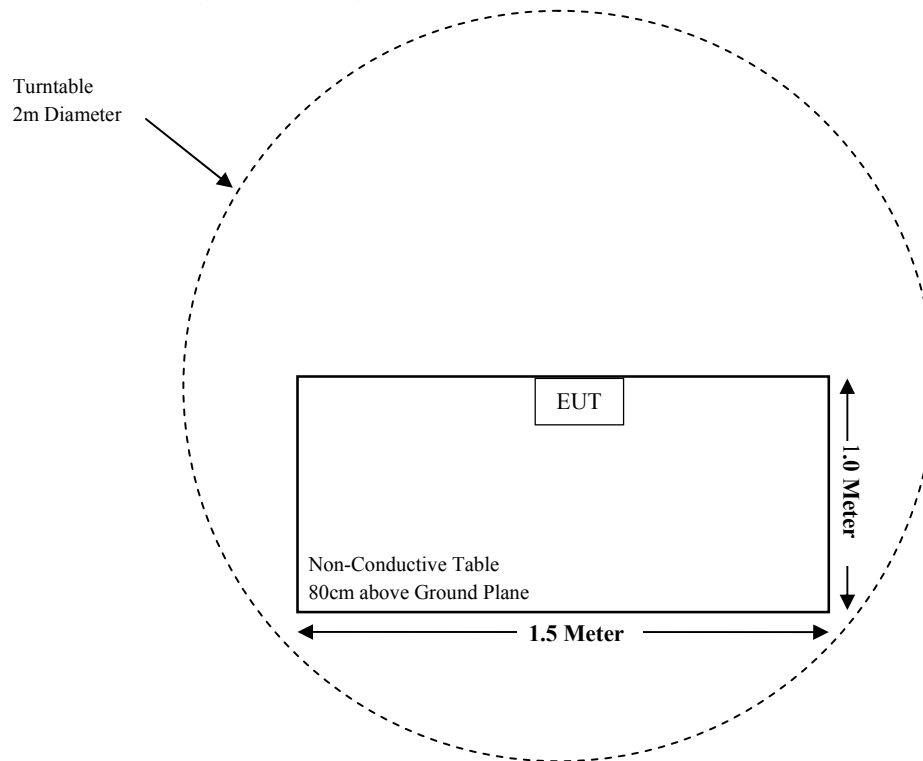 Turntable
2m Diameter
EUT
1.0 Meter
Non-Conductive Table
80cm above Ground Plane
1.5 Meter